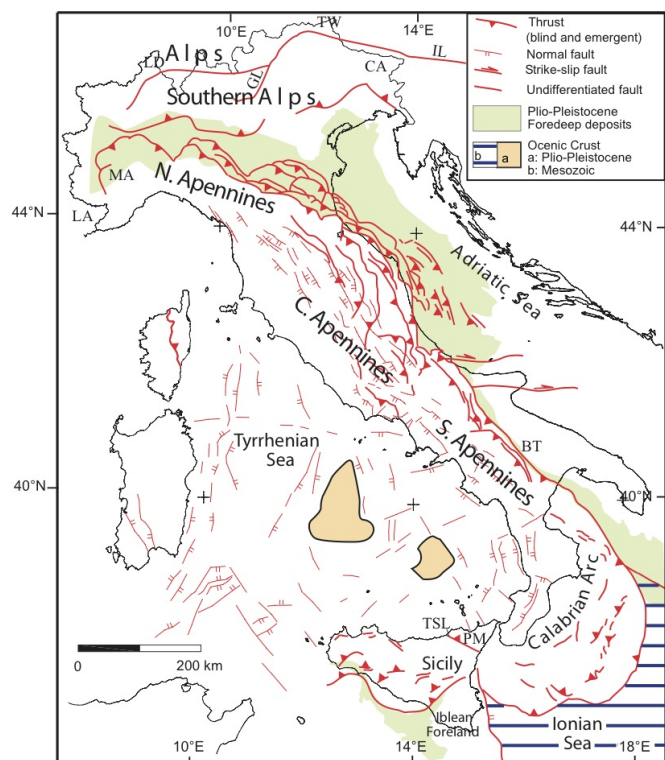 10°E
TW
14°E
Alps
LD
GL
IL
CA
Southern Alps
Thrust
(blind and emergent)
Normal fault
Strike-slip fault
Undifferentiated fault
Plio-Pleistocene
Foredeep deposits
Ocenic Crust
a: Plio-Pleistocene
b: Mesozoic
b
a
MA
N. Apennines
LA
44°N
44°N
Adriatic Sea
C. Apennines
Tyrrhenian
Sea
S. Apennines
BT
40°N
40°N
Calabrian Arc
TSL
PM
Sicily
0
200 km
Iblean
Foreland
Ionian
Sea
10°E
14°E
18°E